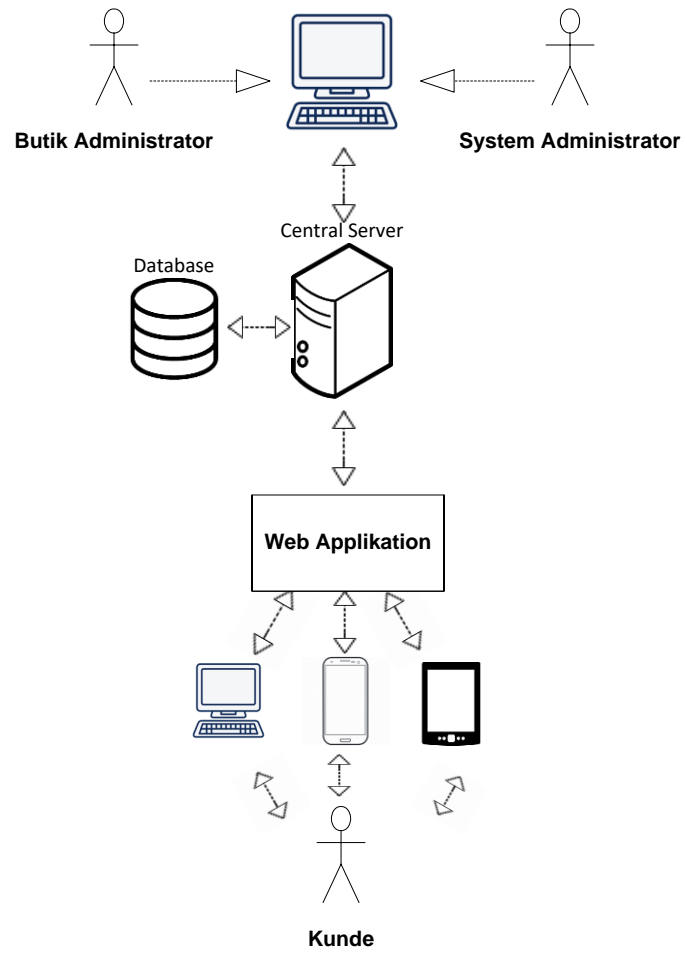 Butik Administrator
System Administrator
Central Server
Database
Web Applikation
Kunde